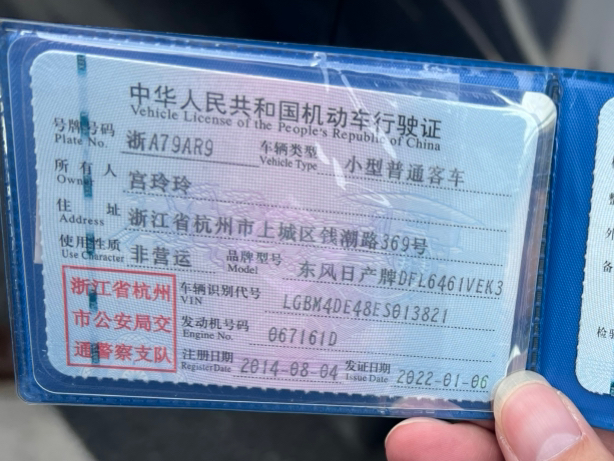 中华人民共和国机动车行驶证
Vehicle License of the People's Republic of China
号牌号码 浙A79AR9 车辆类型 小型普通客车
Plate No. Vehicle Type
所有人 宫玲玲
Owner
住址 浙江省杭州市上城区钱潮路369号
Address
使用性质 非营运 品牌型号 东风日产牌DFL6461VEK3
Use Character Model
浙江省杭州
市公安局交
通警察支队
车辆识别代号 LGBM4DE48ES013821
VIN
发动机号码 067161D
Engine No.
注册日期 2014-08-04 发证日期 2022-01-06
Register Date Issue Date